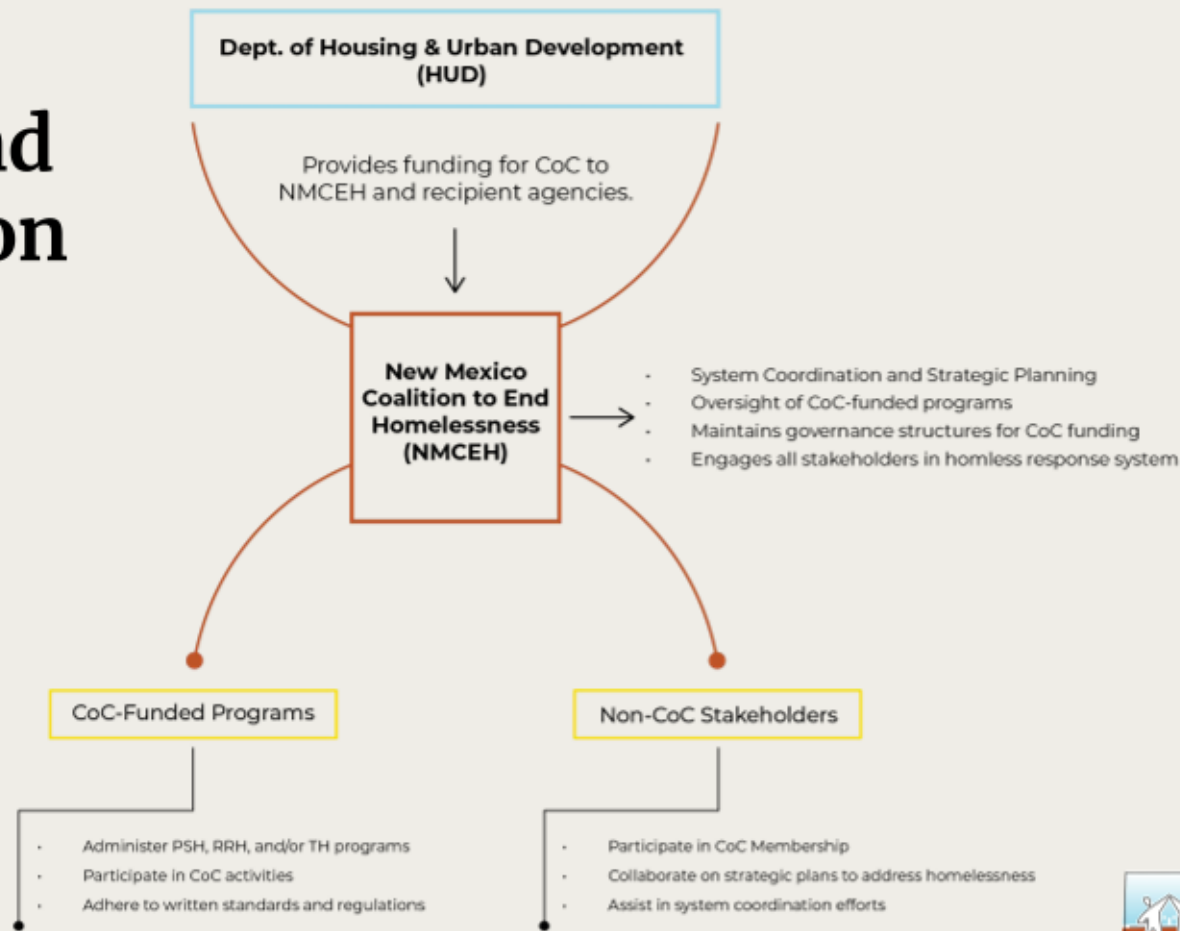 Dept. of Housing & Urban Development
(HUD)
Provides funding for CoC to
NMCEH and recipient agencies.
New Mexico
Coalition to End
Homelessness
(NMCEH)
· System Coordination and Strategic Planning
· Oversight of CoC-funded programs
· Maintains governance structures for CoC funding
· Engages all stakeholders in homless response system
CoC-Funded Programs
· Administer PSH, RRH, and/or TH programs
· Participate in CoC activities
· Adhere to written standards and regulations
Non-CoC Stakeholders
· Participate in CoC Membership
· Collaborate on strategic plans to address homelessness
· Assist in system coordination efforts